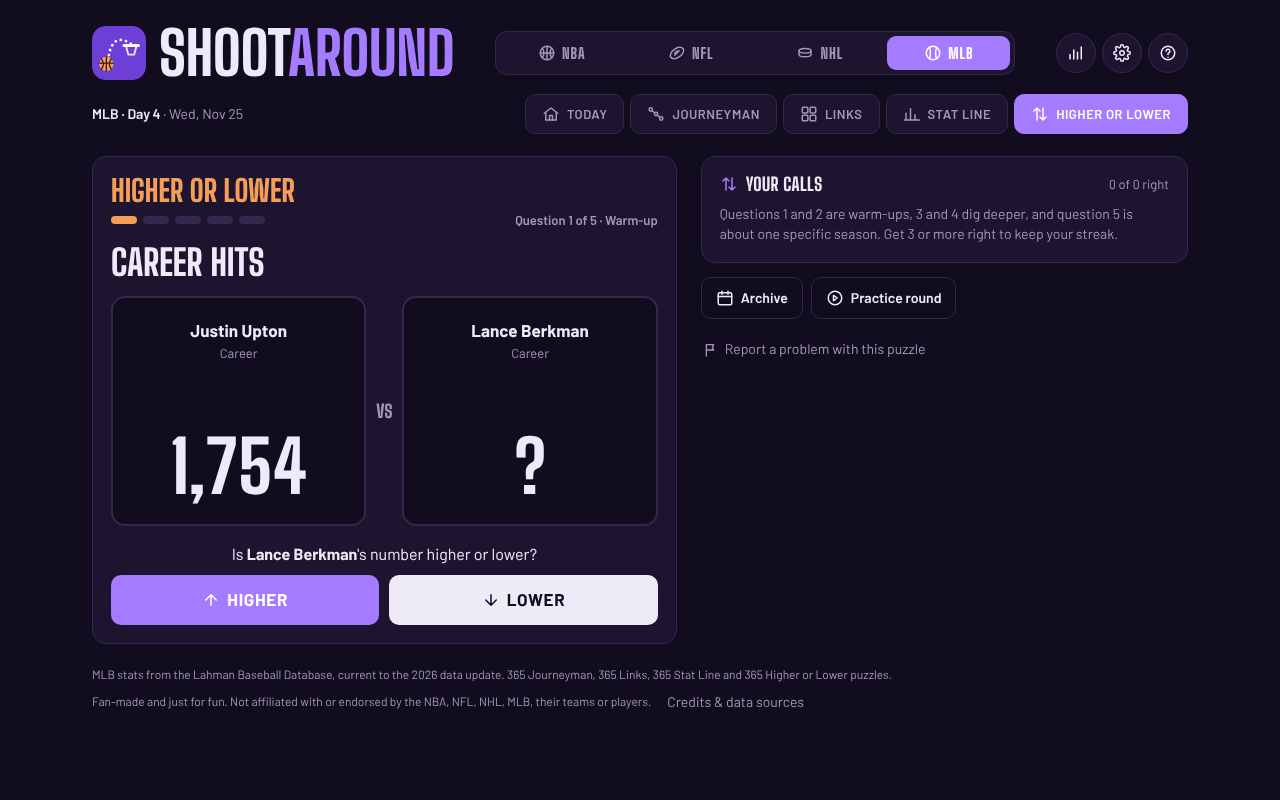 SHOOTAROUND
NBA
NFL
NHL
MLB
MLB · Day 4 · Wed, Nov 25
TODAY
JOURNEYMAN
LINKS
STAT LINE
HIGHER OR LOWER
HIGHER OR LOWER
Question 1 of 5 · Warm-up
CAREER HITS
Justin Upton
Career
1,754
VS
Lance Berkman
Career
?
Is Lance Berkman's number higher or lower?
HIGHER
LOWER
YOUR CALLS
0 of 0 right
Questions 1 and 2 are warm-ups, 3 and 4 dig deeper, and question 5 is
about one specific season. Get 3 or more right to keep your streak.
Archive
Practice round
Report a problem with this puzzle
MLB stats from the Lahman Baseball Database, current to the 2026 data update. 365 Journeyman, 365 Links, 365 Stat Line and 365 Higher or Lower puzzles.
Fan-made and just for fun. Not affiliated with or endorsed by the NBA, NFL, NHL, MLB, their teams or players.
Credits & data sources